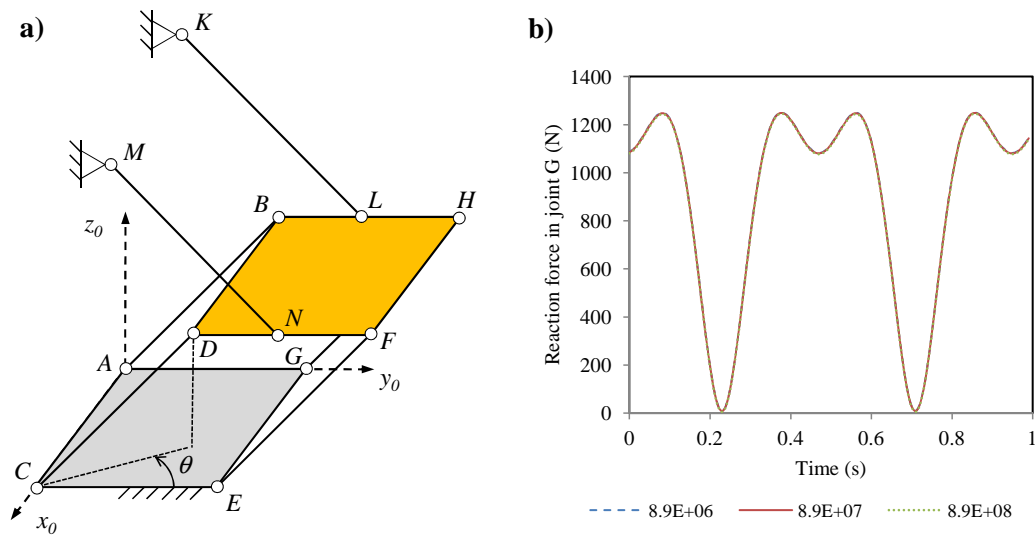 a)
K
M
B
L
H
z0
D
N
F
A
G
y0
C
θ
E
x0
b)
Reaction force in joint G (N)
1400
1200
1000
800
600
400
200
0
0 0.2 0.4 0.6 0.8 1
Time (s)
8.9E+06 8.9E+07 8.9E+08